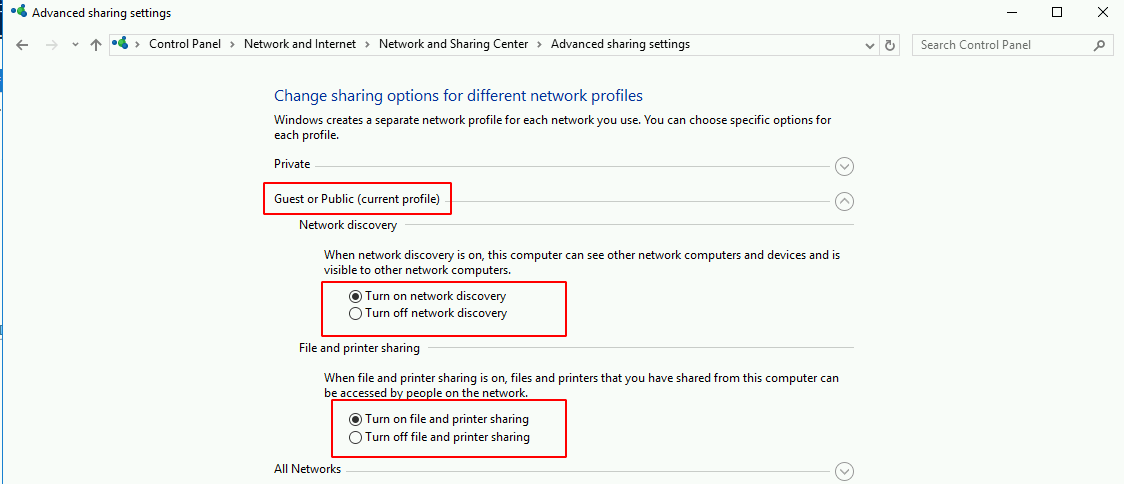 Advanced sharing settings
Control Panel > Network and Internet > Network and Sharing Center > Advanced sharing settings
Search Control Panel
Change sharing options for different network profiles
Windows creates a separate network profile for each network you use. You can choose specific options for
each profile.
Private
Guest or Public (current profile)
Network discovery
When network discovery is on, this computer can see other network computers and devices and is
visible to other network computers.
Turn on network discovery
Turn off network discovery
File and printer sharing
When file and printer sharing is on, files and printers that you have shared from this computer can
be accessed by people on the network.
Turn on file and printer sharing
Turn off file and printer sharing
All Networks